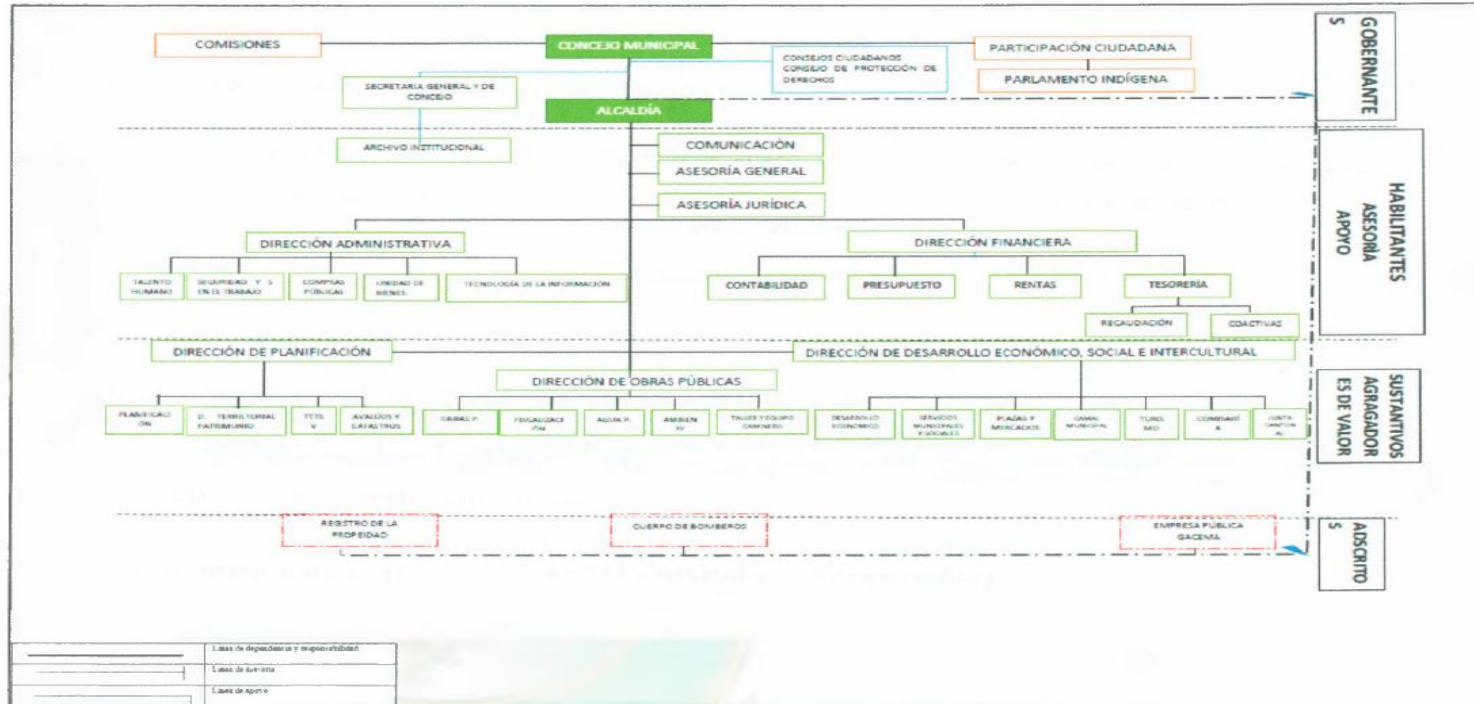 COMISIONES
CONCEJO MUNICIPAL
PARTICIPACIÓN CIUDADANA
CONSEJOS CIUDADANOS
CONSEJO DE PROTECCIÓN DE
DERECHOS
PARLAMENTO INDÍGENA
SECRETARIA GENERAL Y DE
CONCEJO
ALCALDÍA
ARCHIVO INSTITUCIONAL
GOBERNANTE
S
COMUNICACIÓN
ASESORÍA GENERAL
ASESORÍA JURÍDICA
HABILITANTES
ASESORÍA
APOYO
DIRECCIÓN ADMINISTRATIVA
DIRECCIÓN FINANCIERA
TALENTO
HUMANO
SEGURIDAD Y S
EN EL TRABAJO
COMPRAS
PÚBLICAS
UNIDAD DE
BIENES
TECNOLOGÍA DE LA INFORMACIÓN
CONTABILIDAD
PRESUPUESTO
RENTAS
TESORERÍA
RECAUDACIÓN
COACTIVAS
DIRECCIÓN DE PLANIFICACIÓN
DIRECCIÓN DE DESARROLLO ECONÓMICO, SOCIAL E INTERCULTURAL
DIRECCIÓN DE OBRAS PÚBLICAS
SUSTANTIVOS
AGRAGADOR
ES DE VALOR
PLANIFICACI
ÓN
D. TERRITORIAL
PATRIMONIO
TTTS
V
AVALÚOS Y
CATASTROS
OBRAS P.
FISCALIZACI
ÓN
AGUA P.
AMBIEN
TALLER Y EQUIPO
CAMINERO
DESARROLLO
ECONÓMICO
SERVICIOS
MUNICIPALES
Y SOCIALES
PLAZAS Y
MERCADOS
CAMAL
MUNICIPAL
TURIS
MO
COMISARÍ
A
JUNTA
CANTON
AL
REGISTRO DE LA
PROPEIDAD
CUERPO DE BOMBEROS
EMPRESA PÚBLICA
GACEMA
ADSCRITO
S
Lineas de dependencia y responsabilidad
Lineas de asesoria
Lineas de apoyo